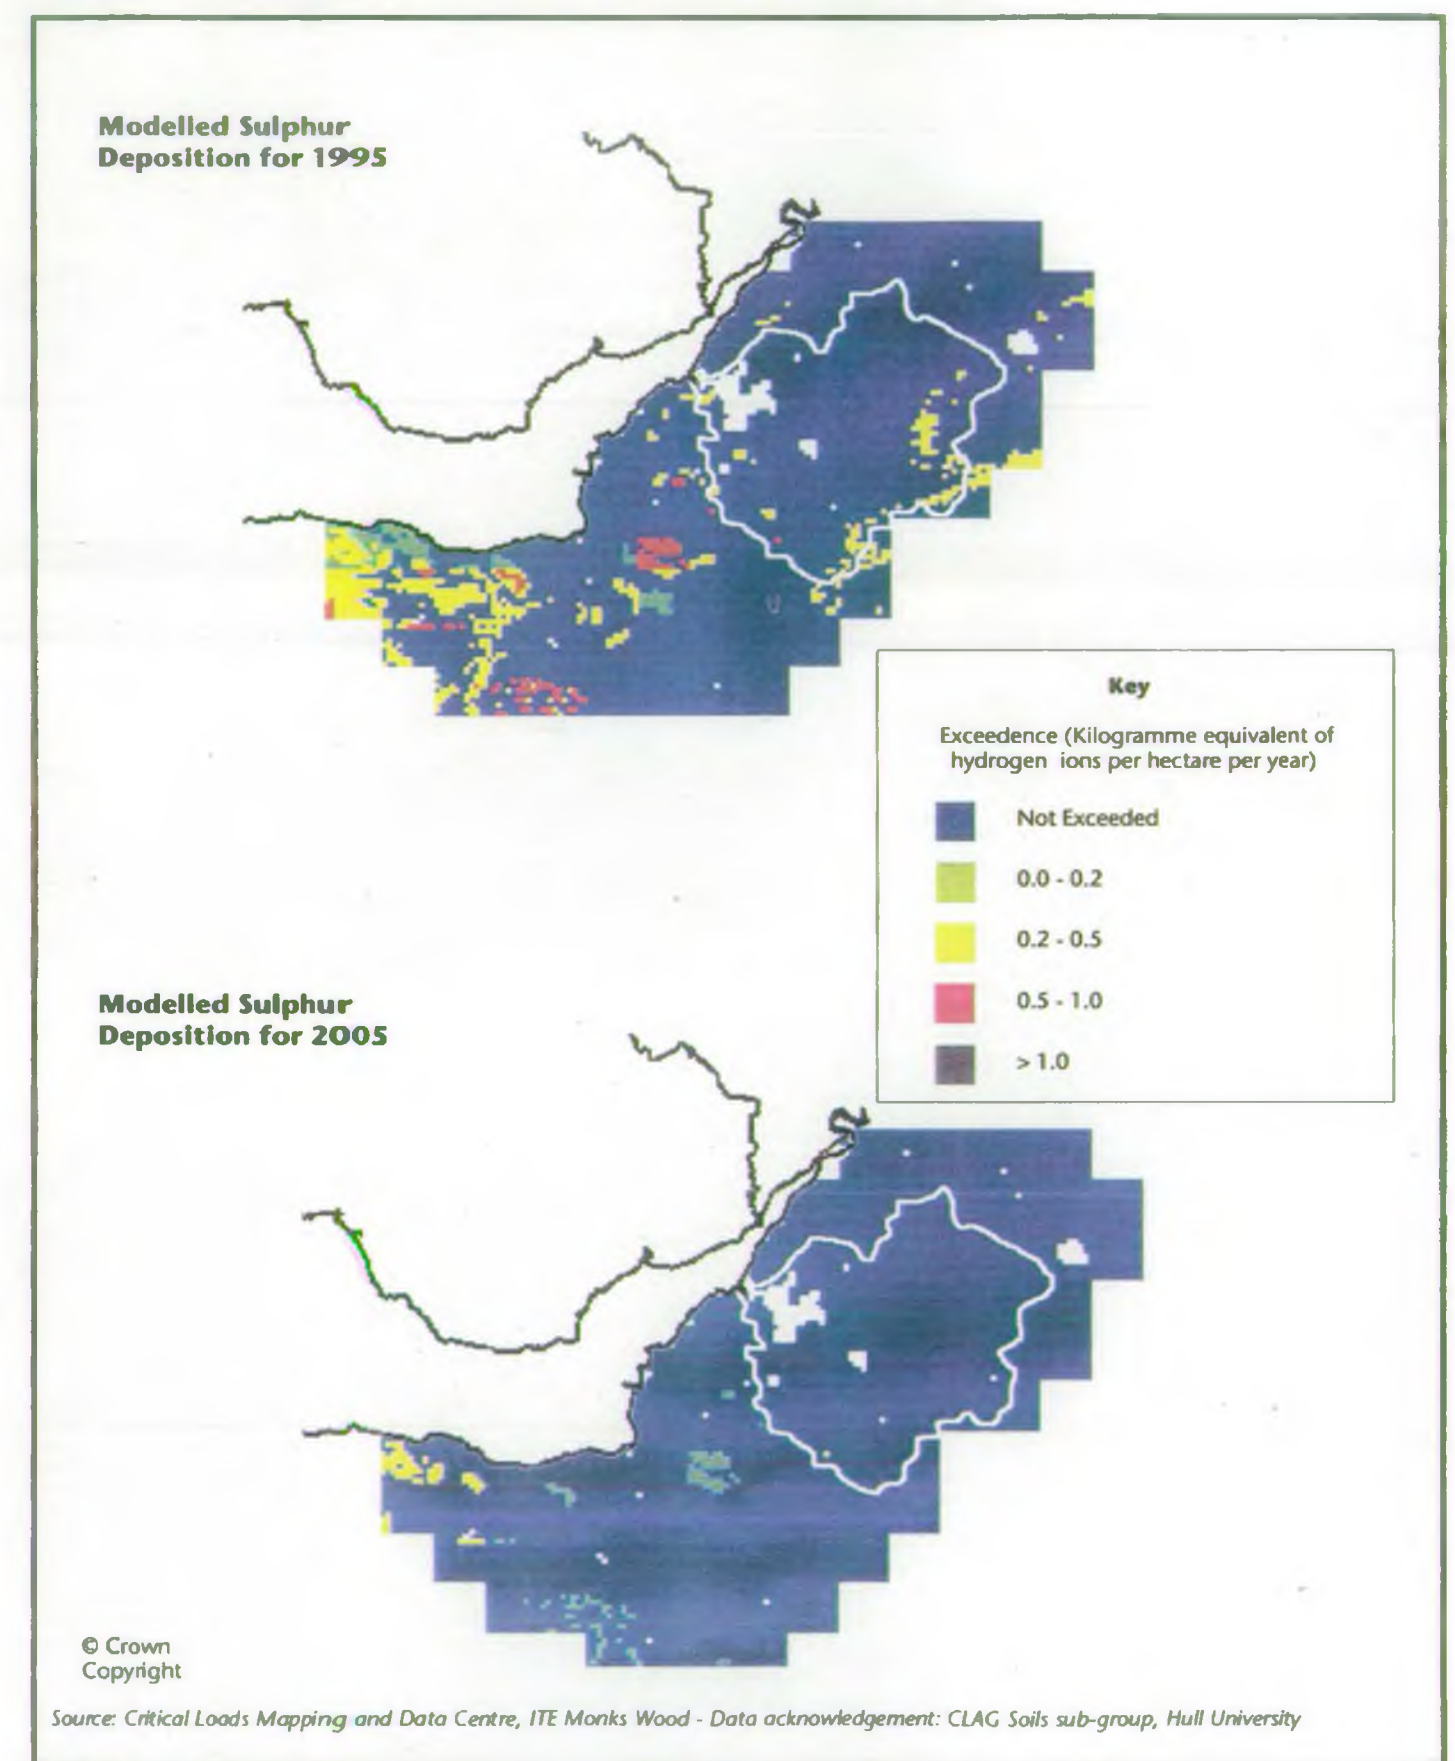 Modelled Sulphur
Deposition for 1995
Key
Exceedence (Kilogramme equivalent of
hydrogen ions per hectare per year)
Not Exceeded
0.0 - 0.2
0.2 - 0.5
0.5 - 1.0
> 1.0
Modelled Sulphur
Deposition for 2005
© Crown
Copyright
Source: Critical Loads Mapping and Data Centre, ITE Monks Wood - Data acknowledgement: CLAG Soils sub-group, Hull University